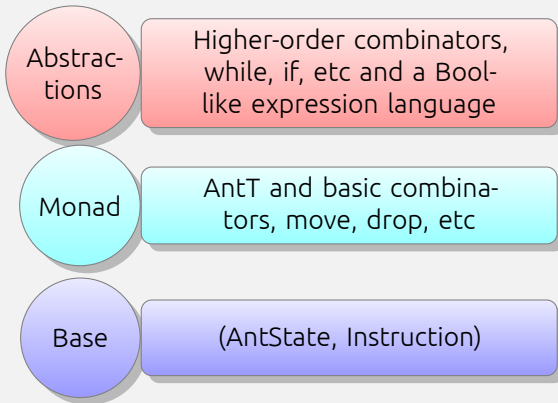 Abstrac-
tions
Higher-order combinators,
while, if, etc and a Bool-
like expression language
Monad
AntT and basic combina-
tors, move, drop, etc
Base
(AntState, Instruction)